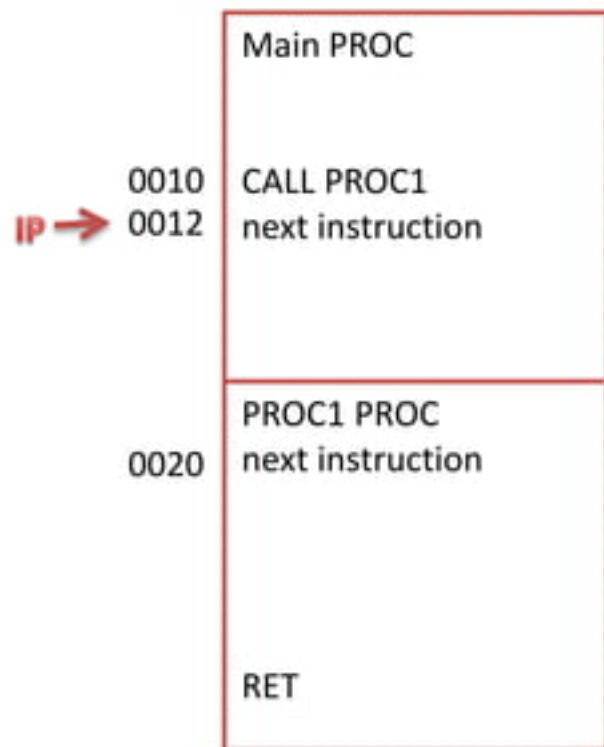 Main PROC
0010 CALL PROC1
IP 0012 next instruction
PROC1 PROC
0020 next instruction
RET